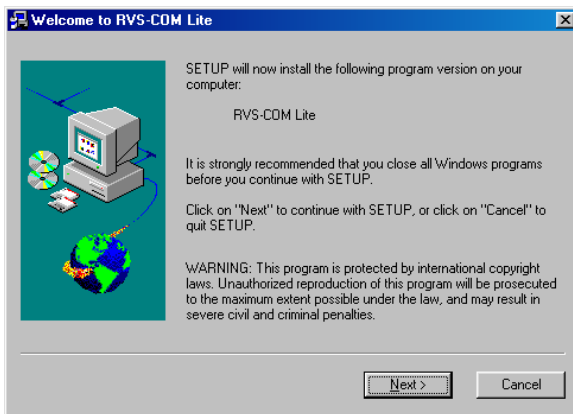 Welcome to RVS-COM Lite
SETUP will now install the following program version on your
computer:
RVS-COM Lite
It is strongly recommended that you close all Windows programs
before you continue with SETUP.
Click on "Next" to continue with SETUP, or click on "Cancel" to
quit SETUP.
WARNING: This program is protected by international copyright
laws. Unauthorized reproduction of this program will be prosecuted
to the maximum extent possible under the law, and may result in
severe civil and criminal penalties.
Next >
Cancel